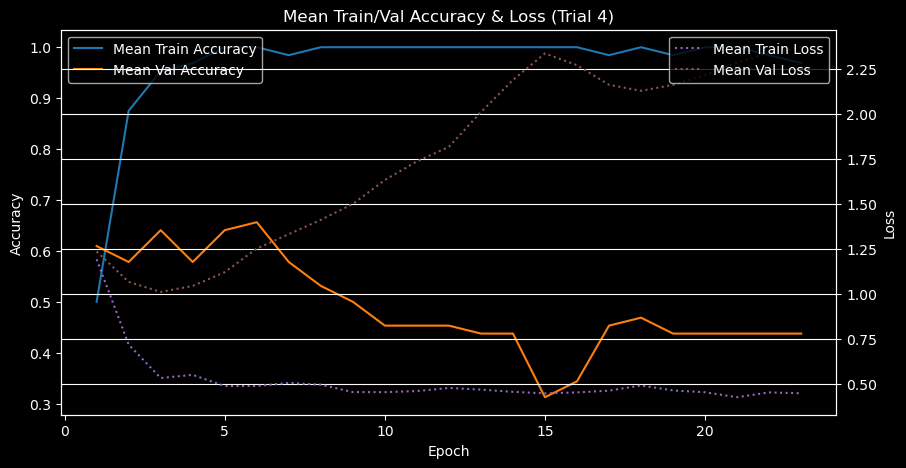 Mean Train/Val Accuracy & Loss (Trial 4)
Mean Train Accuracy
Mean Val Accuracy
Mean Train Loss
Mean Val Loss
1.0
0.9
0.8
0.7
0.6
0.5
0.4
0.3
Accuracy
2.25
2.00
1.75
1.50
1.25
1.00
0.75
0.50
Loss
0 5 10 15 20
Epoch